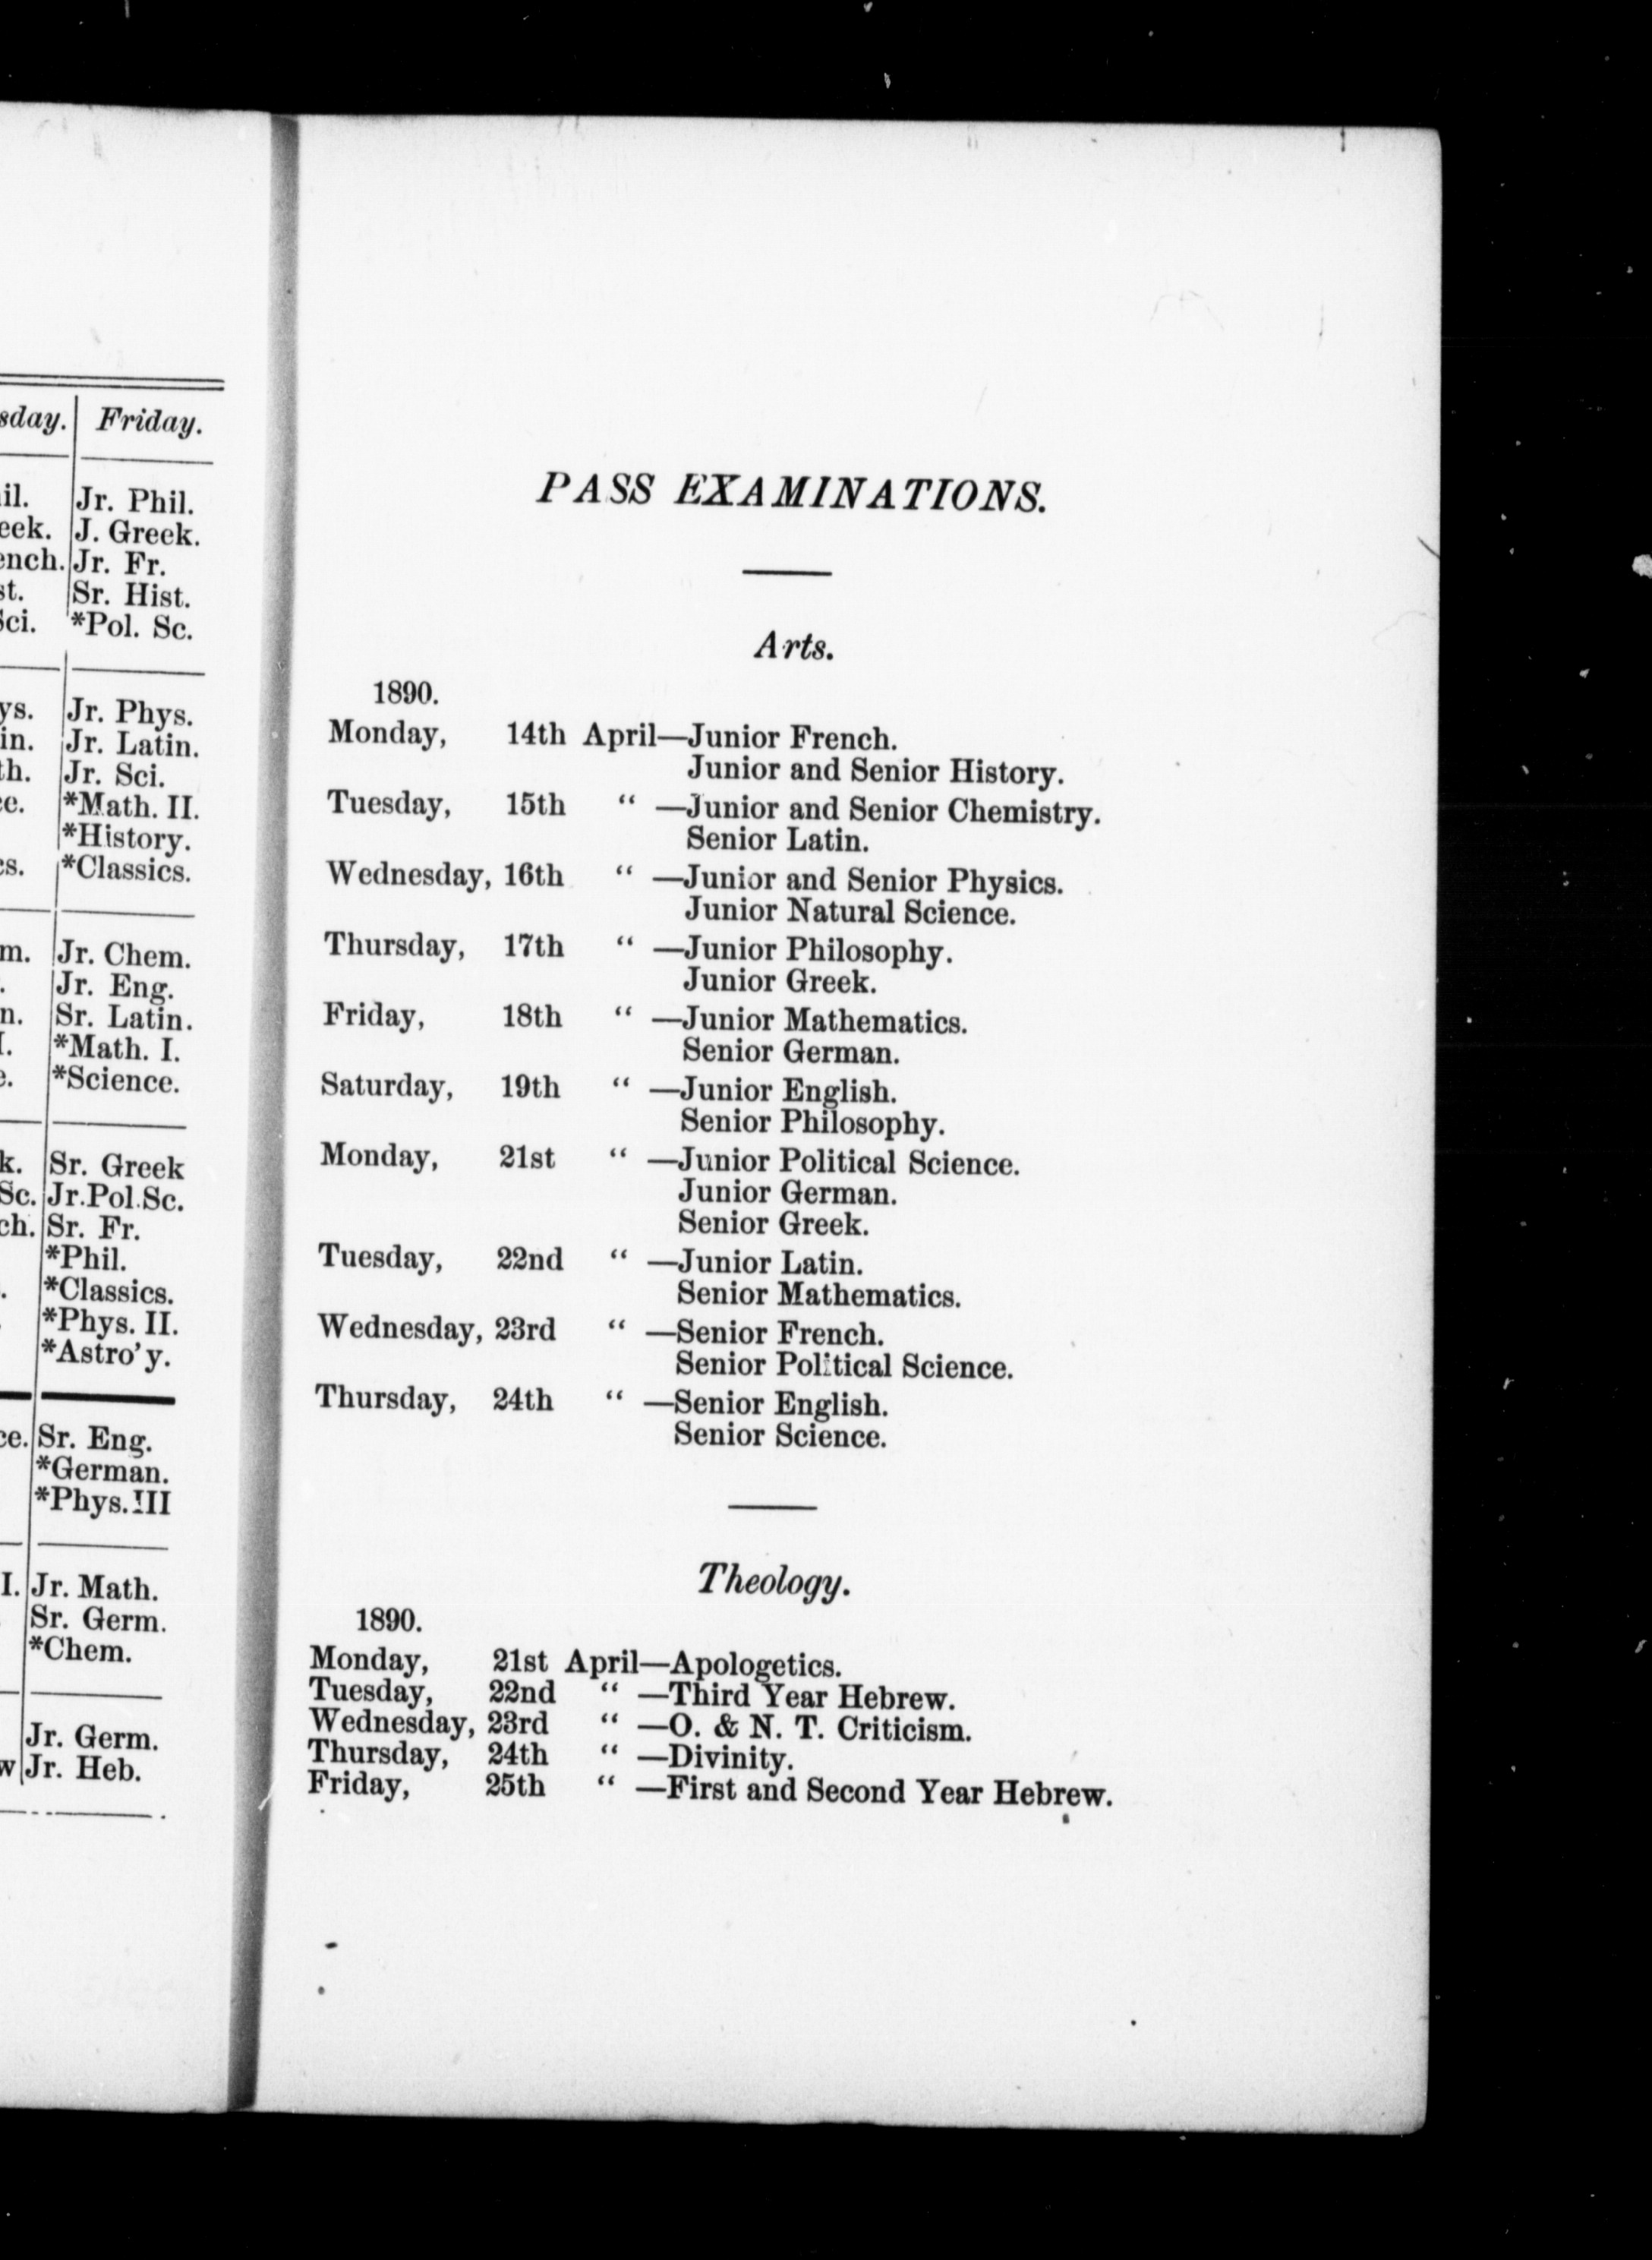 sday. Friday.
Jr. Phil.
eek. J. Greek.
ench. Jr. Fr.
st. Sr. Hist.
Sci. *Pol. Sc.
ys. Jr. Phys.
in. Jr. Latin.
th. Jr. Sci.
ce. *Math. II.
*History.
cs. *Classics.
m. Jr. Chem.
Jr. Eng.
n. Sr. Latin.
I. *Math. I.
e. *Science.
k. Sr. Greek
Sc. Jr.Pol.Sc.
ch. Sr. Fr.
*Phil.
*Classics.
*Phys. II.
*Astro'y.
ce. Sr. Eng.
*German.
*Phys.III
I. Jr. Math.
Sr. Germ.
*Chem.
Jr. Germ.
w Jr. Heb.
PASS EXAMINATIONS.
Arts.
1890.
Monday, 14th April—Junior French.
Junior and Senior History.
Tuesday, 15th “ —Junior and Senior Chemistry.
Senior Latin.
Wednesday, 16th “ —Junior and Senior Physics.
Junior Natural Science.
Thursday, 17th “ —Junior Philosophy.
Junior Greek.
Friday, 18th “ —Junior Mathematics.
Senior German.
Saturday, 19th “ —Junior English.
Senior Philosophy.
Monday, 21st “ —Junior Political Science.
Junior German.
Senior Greek.
Tuesday, 22nd “ —Junior Latin.
Senior Mathematics.
Wednesday, 23rd “ —Senior French.
Senior Political Science.
Thursday, 24th “ —Senior English.
Senior Science.
Theology.
1890.
Monday, 21st April—Apologetics.
Tuesday, 22nd “ —Third Year Hebrew.
Wednesday, 23rd “ —O. & N. T. Criticism.
Thursday, 24th “ —Divinity.
Friday, 25th “ —First and Second Year Hebrew.